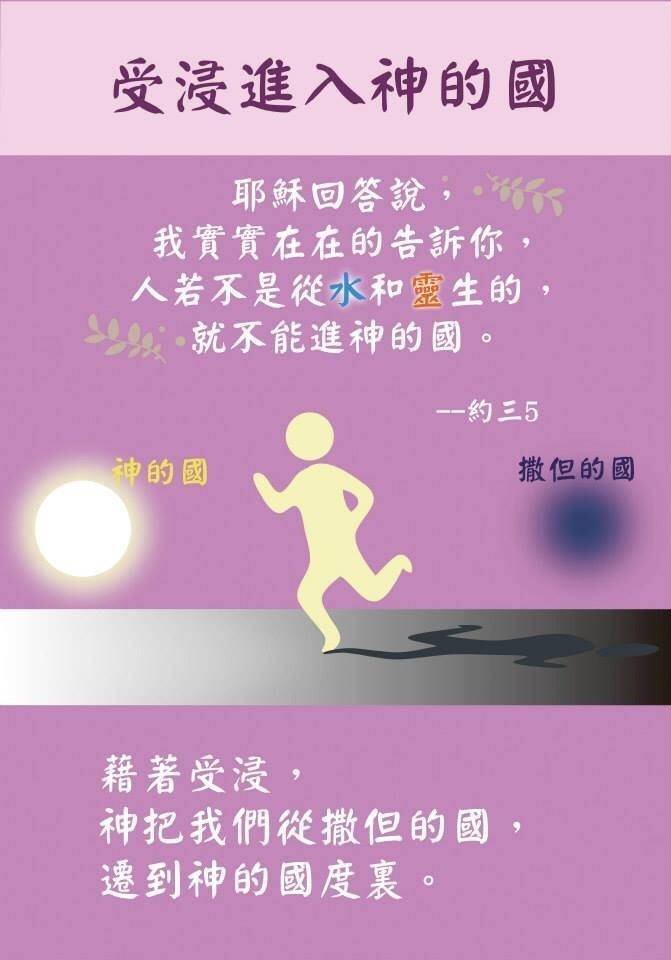 受浸進入神的國
耶穌回答說；
我實實在在的告訴你，
人若不是從水和靈生的，
就不能進神的國。
--約三5
神的國
撒但的國
藉著受浸，
神把我們從撒但的國，
遷到神的國度裏。